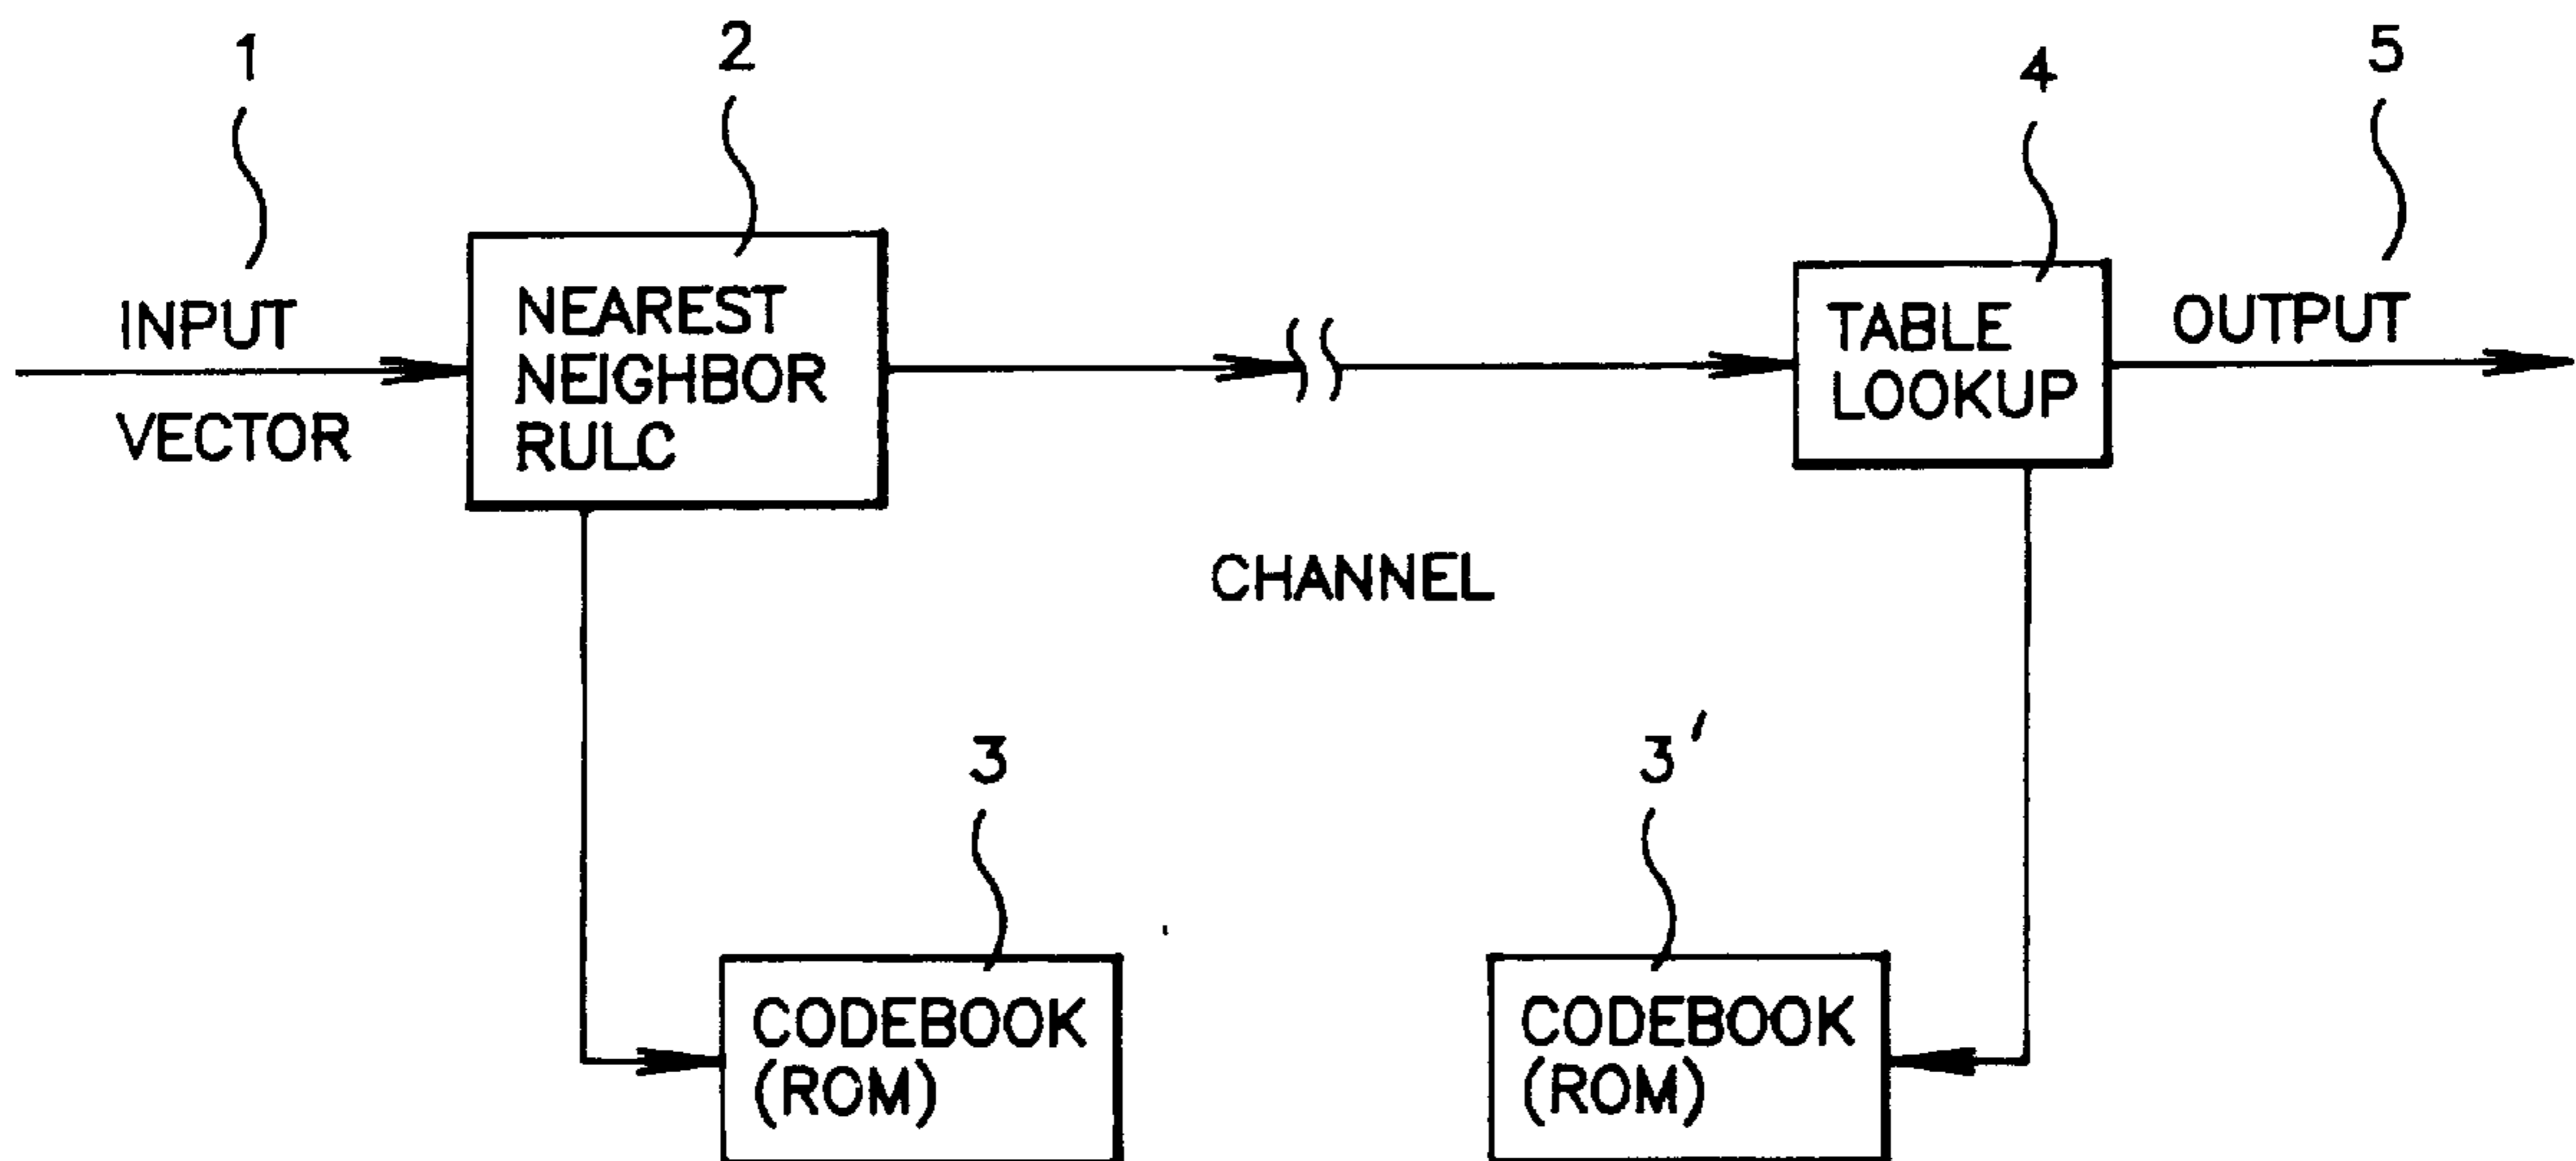 1
2
4
5
INPUT
VECTOR
NEAREST
NEIGHBOR
RULC
TABLE
LOOKUP
OUTPUT
CHANNEL
3
3'
CODEBOOK
(ROM)
CODEBOOK
(ROM)